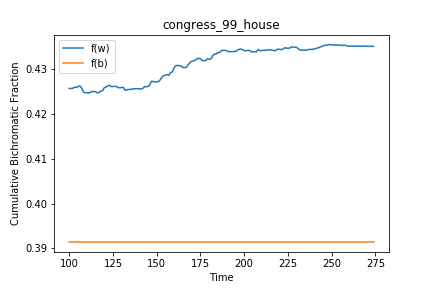 congress_99_house
f(w)
f(b)
Cumulative Bichromatic Fraction
0.43
0.42
0.41
0.40
0.39
100 125 150 175 200 225 250 275
Time